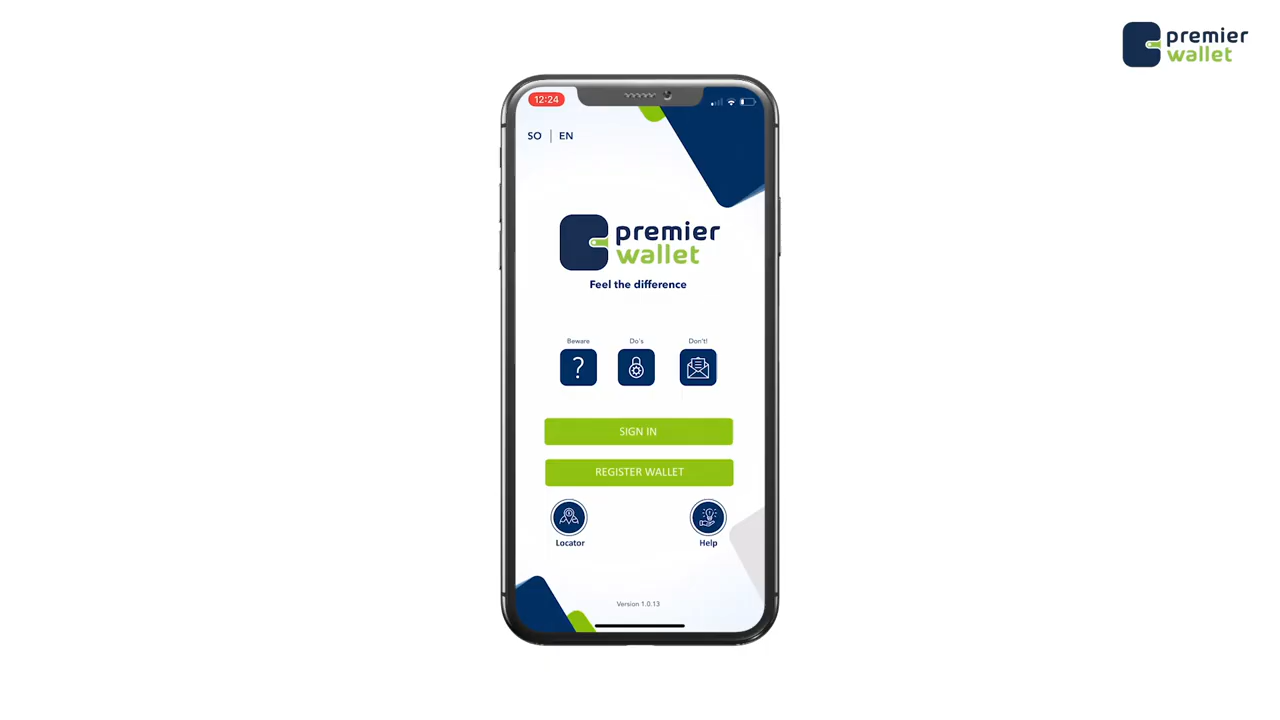 premier
wallet
12:24
SO | EN
premier
wallet
Feel the difference
Beware
Do's
Don't!
?
SIGN IN
REGISTER WALLET
Locator
Help
Version 1.0.13